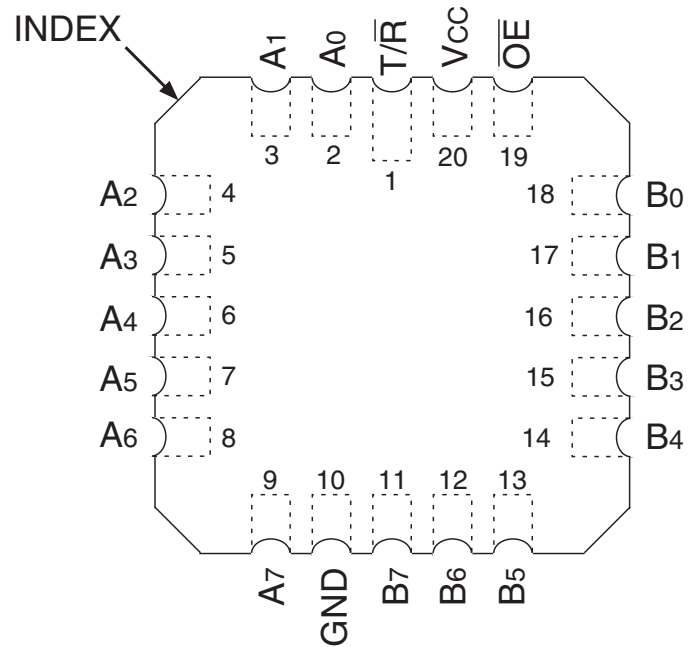 INDEX
A1 A0 T/R̅ VCC O̅E̅
3 2 1 20 19
A2 4 18 B0
A3 5 17 B1
A4 6 16 B2
A5 7 15 B3
A6 8 14 B4
9 10 11 12 13
A7 GND B7 B6 B5